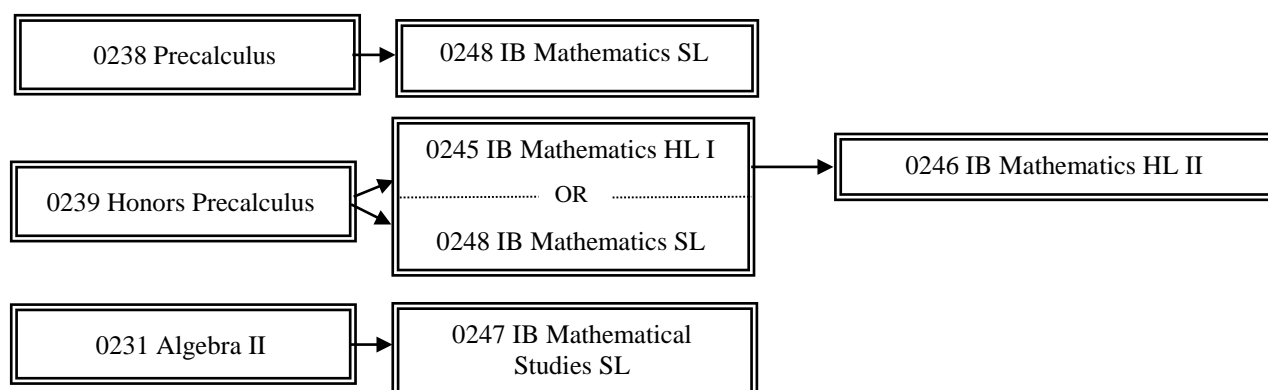 0238 Precalculus
0248 IB Mathematics SL
0239 Honors Precalculus
0245 IB Mathematics HL I
OR
0248 IB Mathematics SL
0246 IB Mathematics HL II
0231 Algebra II
0247 IB Mathematical
Studies SL